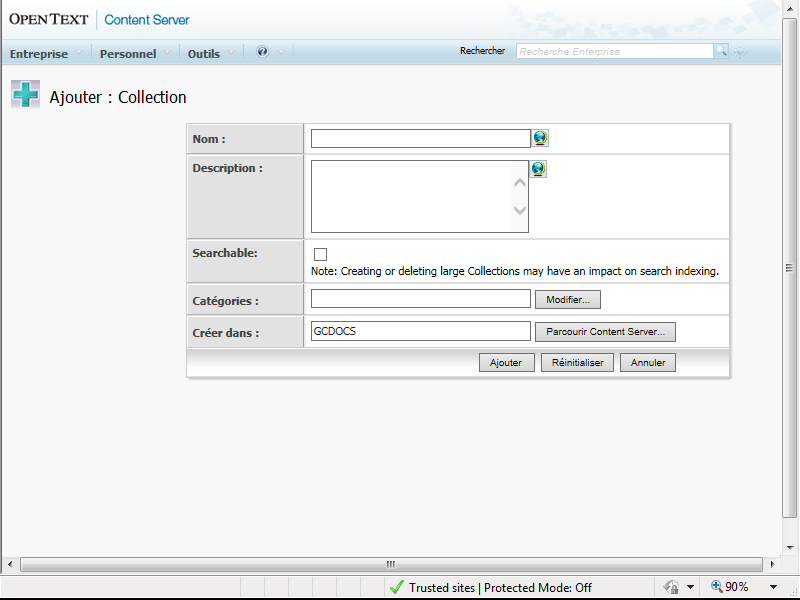 OPENTEXT | Content Server
Entreprise Personnel Outils ?
Rechercher Recherche Enterprise
Ajouter : Collection
Nom :
Description :
Searchable:
Note: Creating or deleting large Collections may have an impact on search indexing.
Catégories : Modifier...
Créer dans : GCDOCS Parcourir Content Server...
Ajouter Réinitialiser Annuler
Trusted sites | Protected Mode: Off 90%